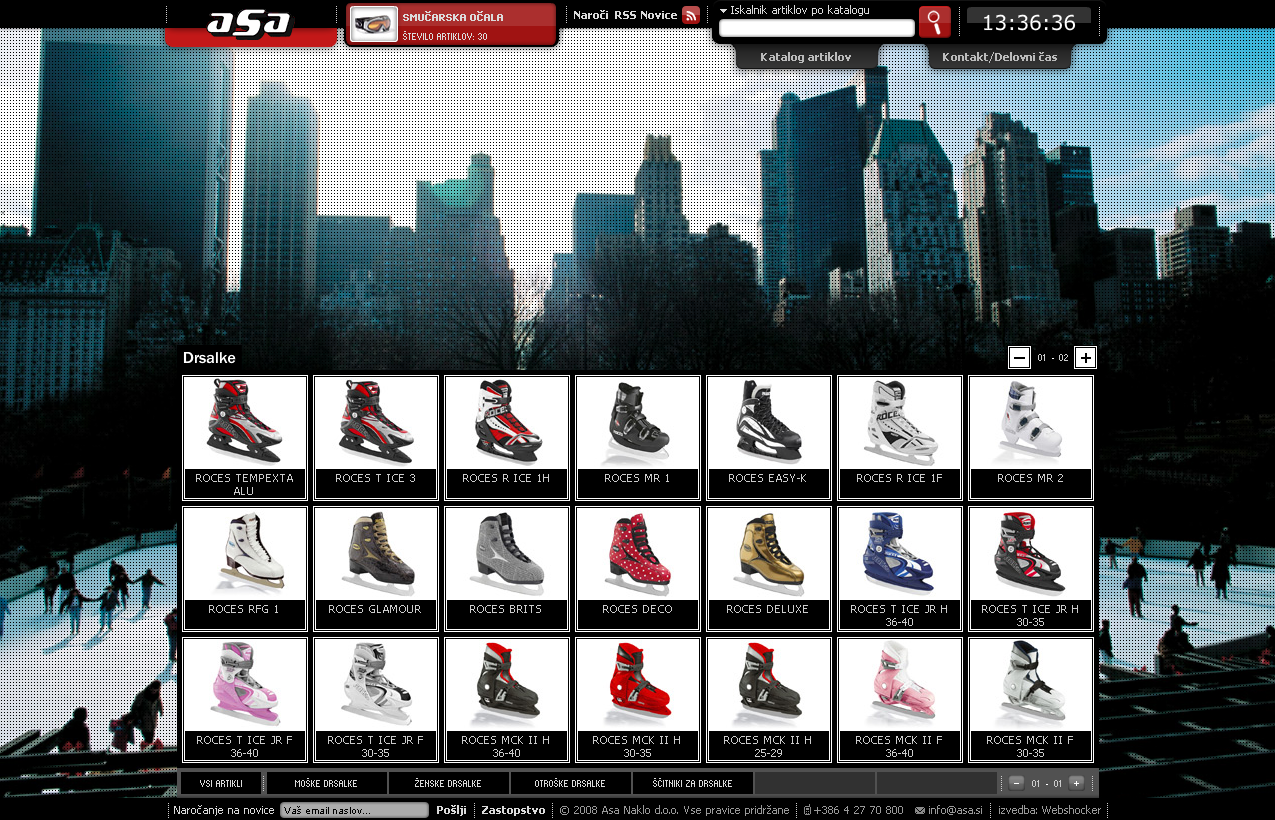 asa
SMUČARSKA OČALA
ŠTEVILO ARTIKLOV: 30
Naroči RSS Novice
Iskalnik artiklov po katalogu
13:36:36
Katalog artiklov
Kontakt/Delovni čas
Drsalke
01 - 02
ROCES TEMPEXTA ALU
ROCES T ICE 3
ROCES R ICE 1H
ROCES MR 1
ROCES EASY-K
ROCES R ICE 1F
ROCES MR 2
ROCES RFG 1
ROCES GLAMOUR
ROCES BRITS
ROCES DECO
ROCES DELUXE
ROCES T ICE JR H 36-40
ROCES T ICE JR H 30-35
ROCES T ICE JR F 36-40
ROCES T ICE JR F 30-35
ROCES MCK II H 36-40
ROCES MCK II H 30-35
ROCES MCK II H 25-29
ROCES MCK II F 36-40
ROCES MCK II F 30-35
VSI ARTIKLI
MOŠKE DRSALKE
ŽENSKE DRSALKE
OTROŠKE DRSALKE
ŠČITNIKI ZA DRSALKE
01 - 01
Naročanje na novice
Vaš email naslov...
Pošlji
Zastopstvo
© 2008 Asa Naklo d.o.o. Vse pravice pridržane
+386 4 27 70 800
info@asa.si
izvedba: Webshocker